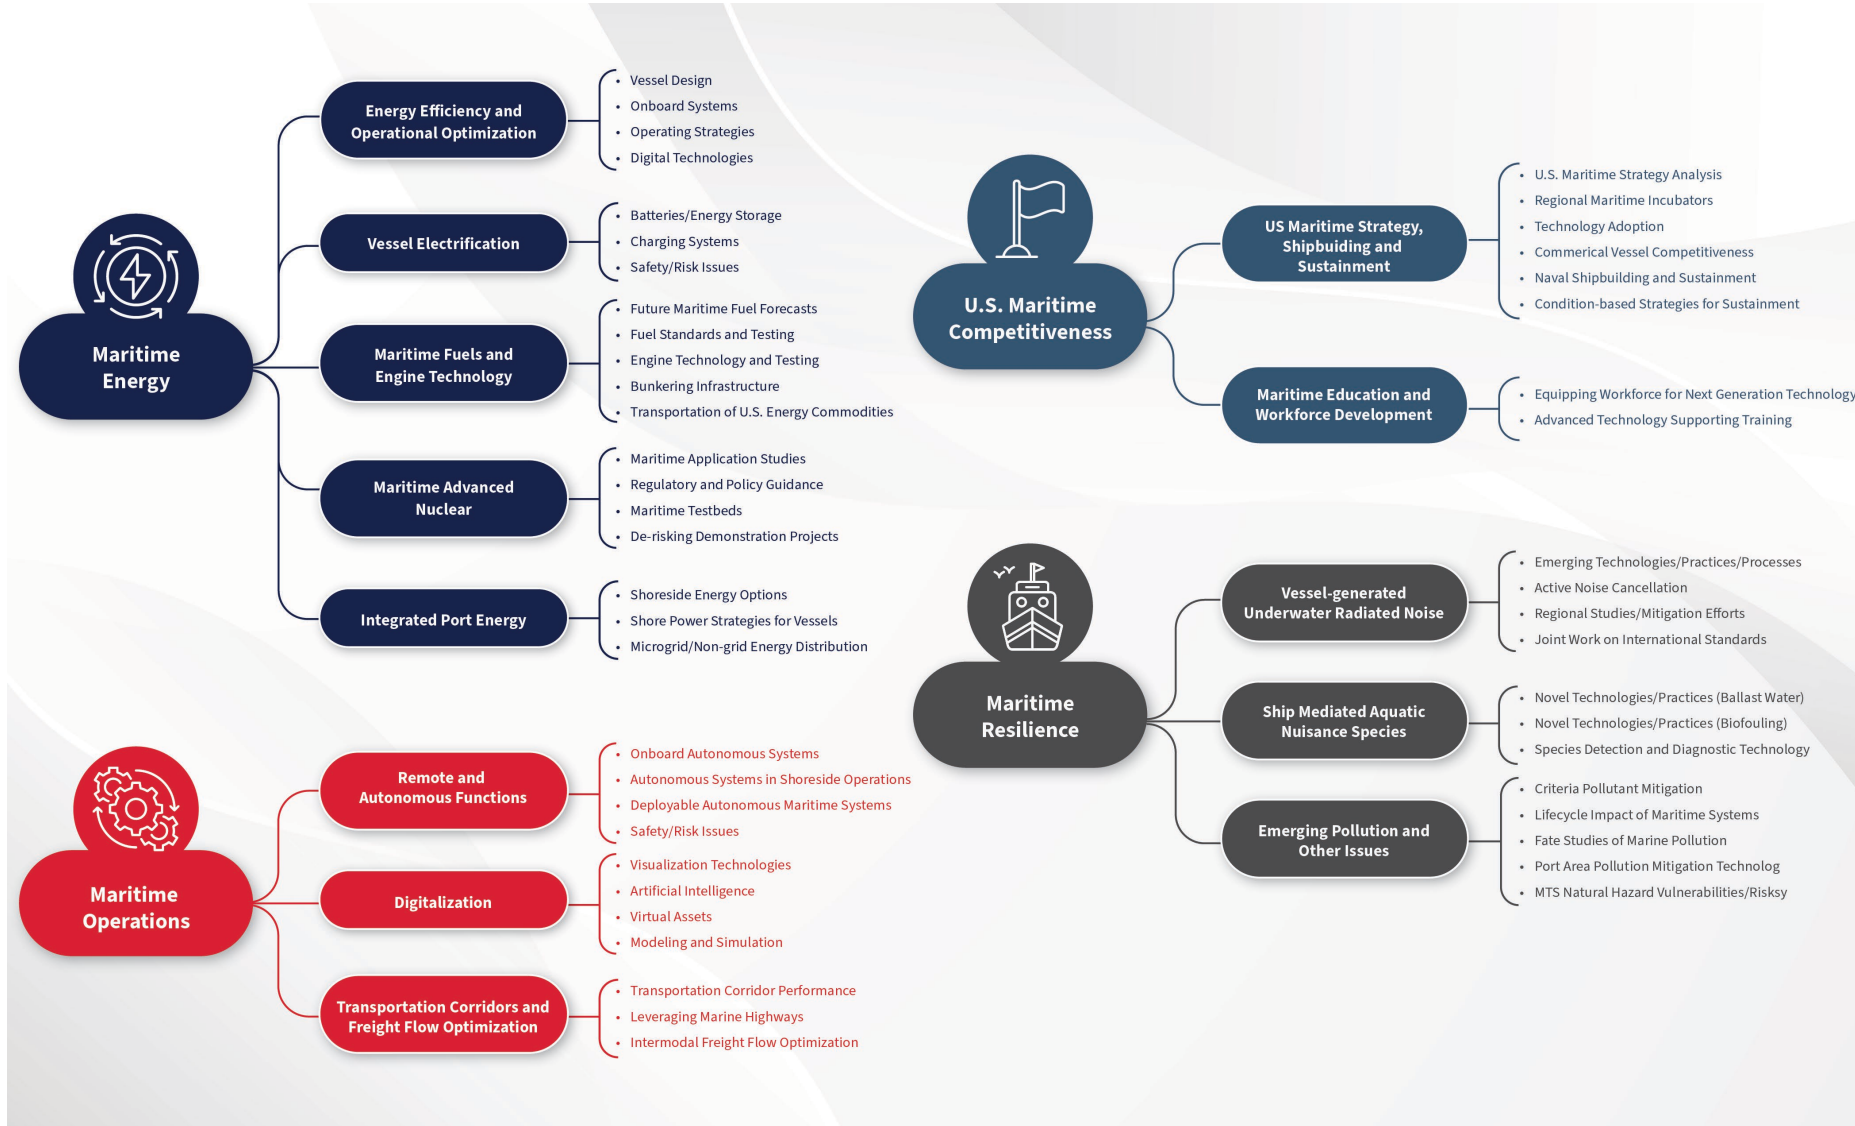 Maritime
Energy
Energy Efficiency and
Operational Optimization
• Vessel Design
• Onboard Systems
• Operating Strategies
• Digital Technologies
Vessel Electrification
• Batteries/Energy Storage
• Charging Systems
• Safety/Risk Issues
Maritime Fuels and
Engine Technology
• Future Maritime Fuel Forecasts
• Fuel Standards and Testing
• Engine Technology and Testing
• Bunkering Infrastructure
• Transportation of U.S. Energy Commodities
Maritime Advanced
Nuclear
• Maritime Application Studies
• Regulatory and Policy Guidance
• Maritime Testbeds
• De-risking Demonstration Projects
Integrated Port Energy
• Shoreside Energy Options
• Shore Power Strategies for Vessels
• Microgrid/Non-grid Energy Distribution
Maritime
Operations
Remote and
Autonomous Functions
• Onboard Autonomous Systems
• Autonomous Systems in Shoreside Operations
• Deployable Autonomous Maritime Systems
• Safety/Risk Issues
Digitalization
• Visualization Technologies
• Artificial Intelligence
• Virtual Assets
• Modeling and Simulation
Transportation Corridors and
Freight Flow Optimization
• Transportation Corridor Performance
• Leveraging Marine Highways
• Intermodal Freight Flow Optimization
U.S. Maritime
Competitiveness
US Maritime Strategy,
Shipbuiding and
Sustainment
• U.S. Maritime Strategy Analysis
• Regional Maritime Incubators
• Technology Adoption
• Commerical Vessel Competitiveness
• Naval Shipbuilding and Sustainment
• Condition-based Strategies for Sustainment
Maritime Education and
Workforce Development
• Equipping Workforce for Next Generation Technology
• Advanced Technology Supporting Training
Maritime
Resilience
Vessel-generated
Underwater Radiated Noise
• Emerging Technologies/Practices/Processes
• Active Noise Cancellation
• Regional Studies/Mitigation Efforts
• Joint Work on International Standards
Ship Mediated Aquatic
Nuisance Species
• Novel Technologies/Practices (Ballast Water)
• Novel Technologies/Practices (Biofouling)
• Species Detection and Diagnostic Technology
Emerging Pollution and
Other Issues
• Criteria Pollutant Mitigation
• Lifecycle Impact of Maritime Systems
• Fate Studies of Marine Pollution
• Port Area Pollution Mitigation Technolog
• MTS Natural Hazard Vulnerabilities/Risksy